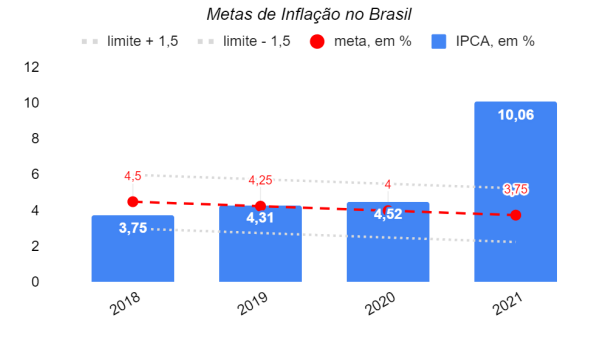 Metas de Inflação no Brasil
limite + 1,5 limite - 1,5 meta, em % IPCA, em %
12
10
8
6
4
2
0
4,5 4,25 4 3,75
3,75 4,31 4,52 10,06
2018 2019 2020 2021